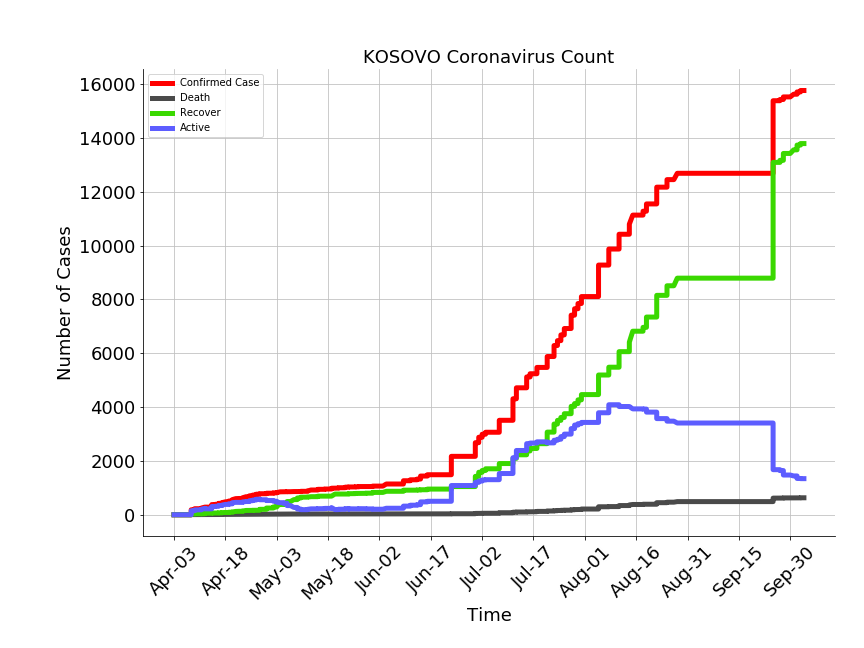 KOSOVO Coronavirus Count
Confirmed Case
Death
Recover
Active
Number of Cases
16000
14000
12000
10000
8000
6000
4000
2000
0
Apr-03
Apr-18
May-03
May-18
Jun-02
Jun-17
Jul-02
Jul-17
Aug-01
Aug-16
Aug-31
Sep-15
Sep-30
Time